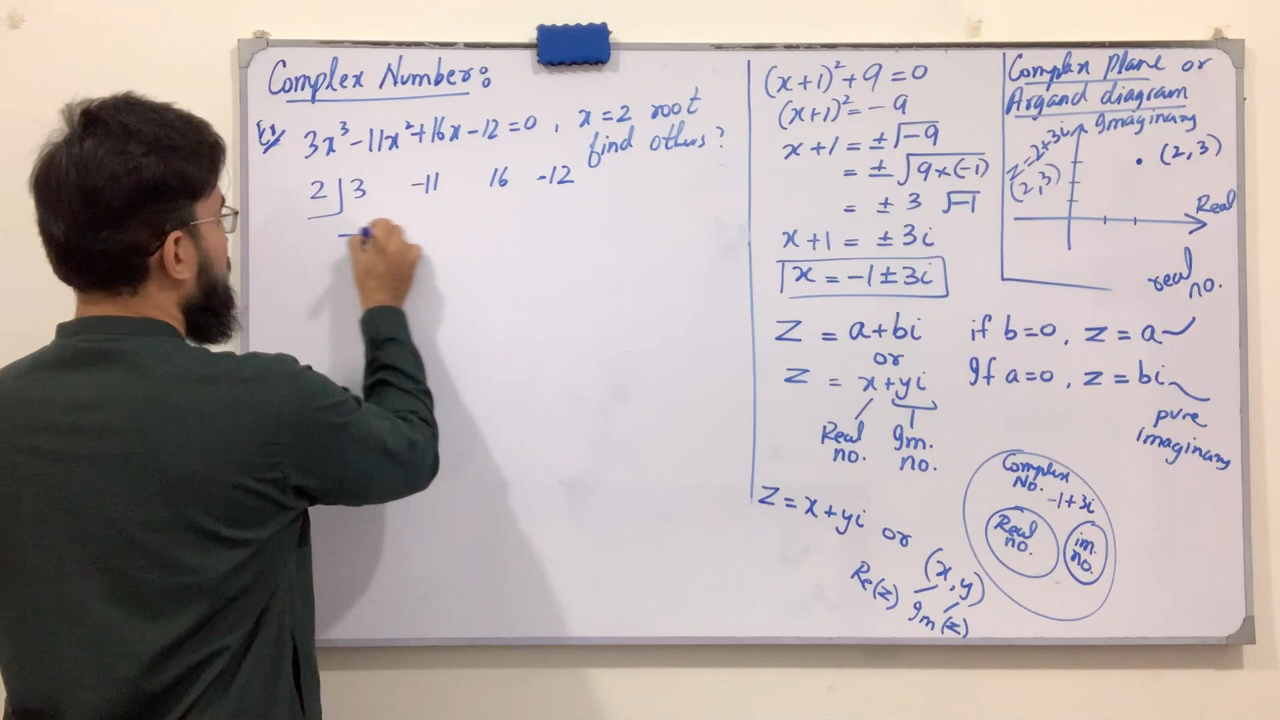 Complex Number:
Ex/ 3x³-11x²+16x-12=0, x=2 root
find others?
2 3 -11 16 -12
(x+1)²+9=0
(x+1)²=-9
x+1=±√-9
=±√9×(-1)
=±3 √-1
x+1=±3i
x=-1±3i
Z=a+bi
or
Z=x+yi
Real no.
Im. no.
if b=0, Z=a
real no.
If a=0, Z=bi
pure imaginary
Z=x+yi or (x,y)
Re(z) Im(z)
Complex No.
-1+3i
Real no.
im. no.
Complex Plane or
Argand diagram
Imaginary
Z=2+3i
(2,3)
(2,3)
Real